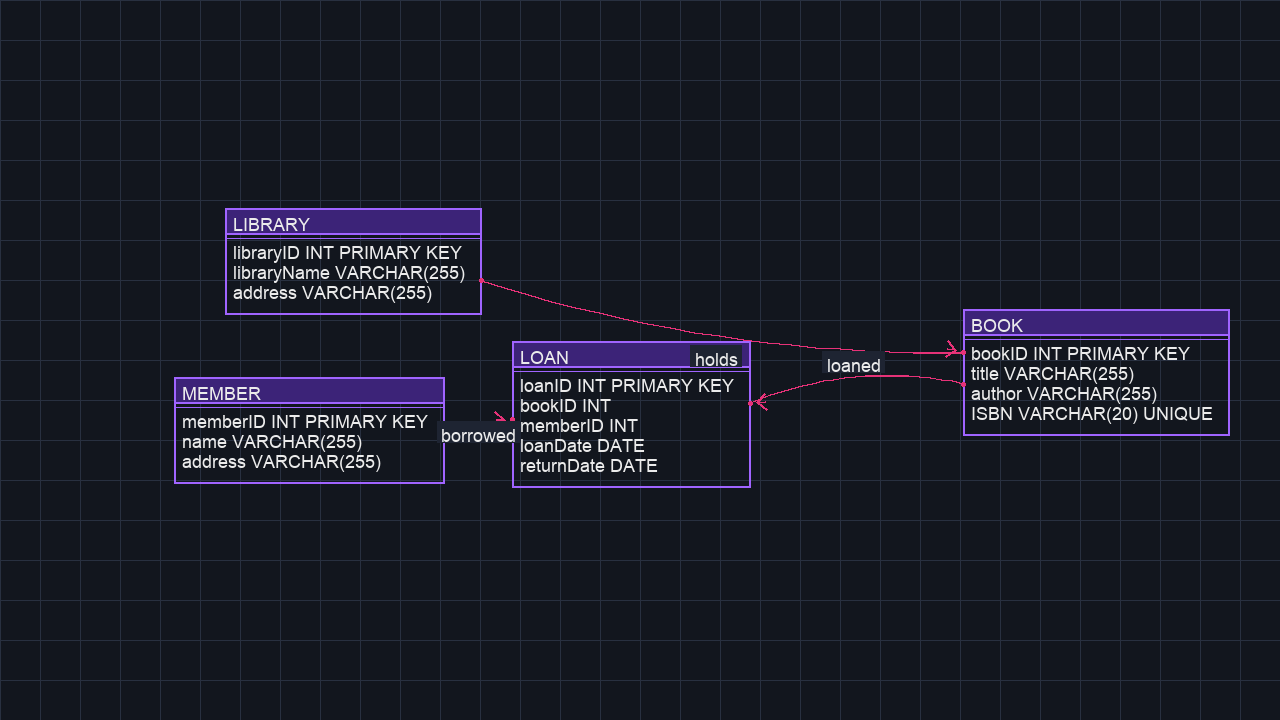 LIBRARY
libraryID INT PRIMARY KEY
libraryName VARCHAR(255)
address VARCHAR(255)
MEMBER
memberID INT PRIMARY KEY
name VARCHAR(255)
address VARCHAR(255)
borrowed
LOAN
holds
loanID INT PRIMARY KEY
bookID INT
memberID INT
loanDate DATE
returnDate DATE
loaned
BOOK
bookID INT PRIMARY KEY
title VARCHAR(255)
author VARCHAR(255)
ISBN VARCHAR(20) UNIQUE